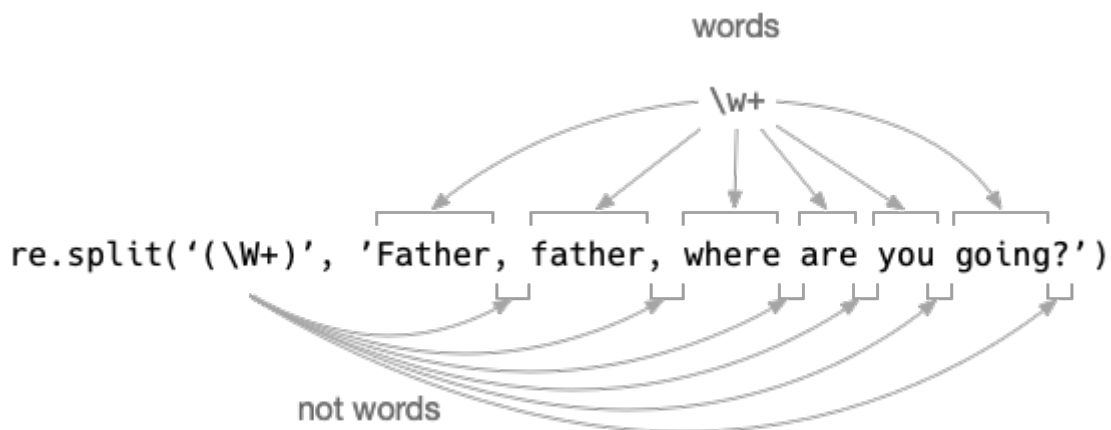 words
\w+
re.split(‘(\W+)’, ’Father, father, where are you going?’)
not words